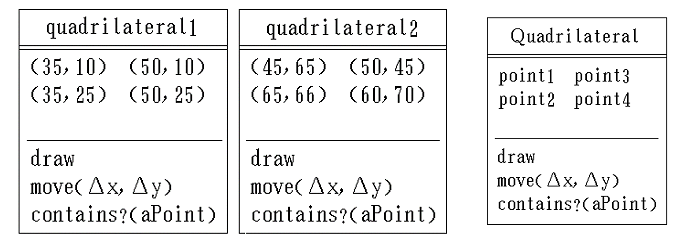 quadrilateral1
(35,10) (50,10)
(35,25) (50,25)
draw
move(Δx,Δy)
contains?(aPoint)
quadrilateral2
(45,65) (50,45)
(65,66) (60,70)
draw
move(Δx,Δy)
contains?(aPoint)
Quadrilateral
point1 point3
point2 point4
draw
move(Δx,Δy)
contains?(aPoint)